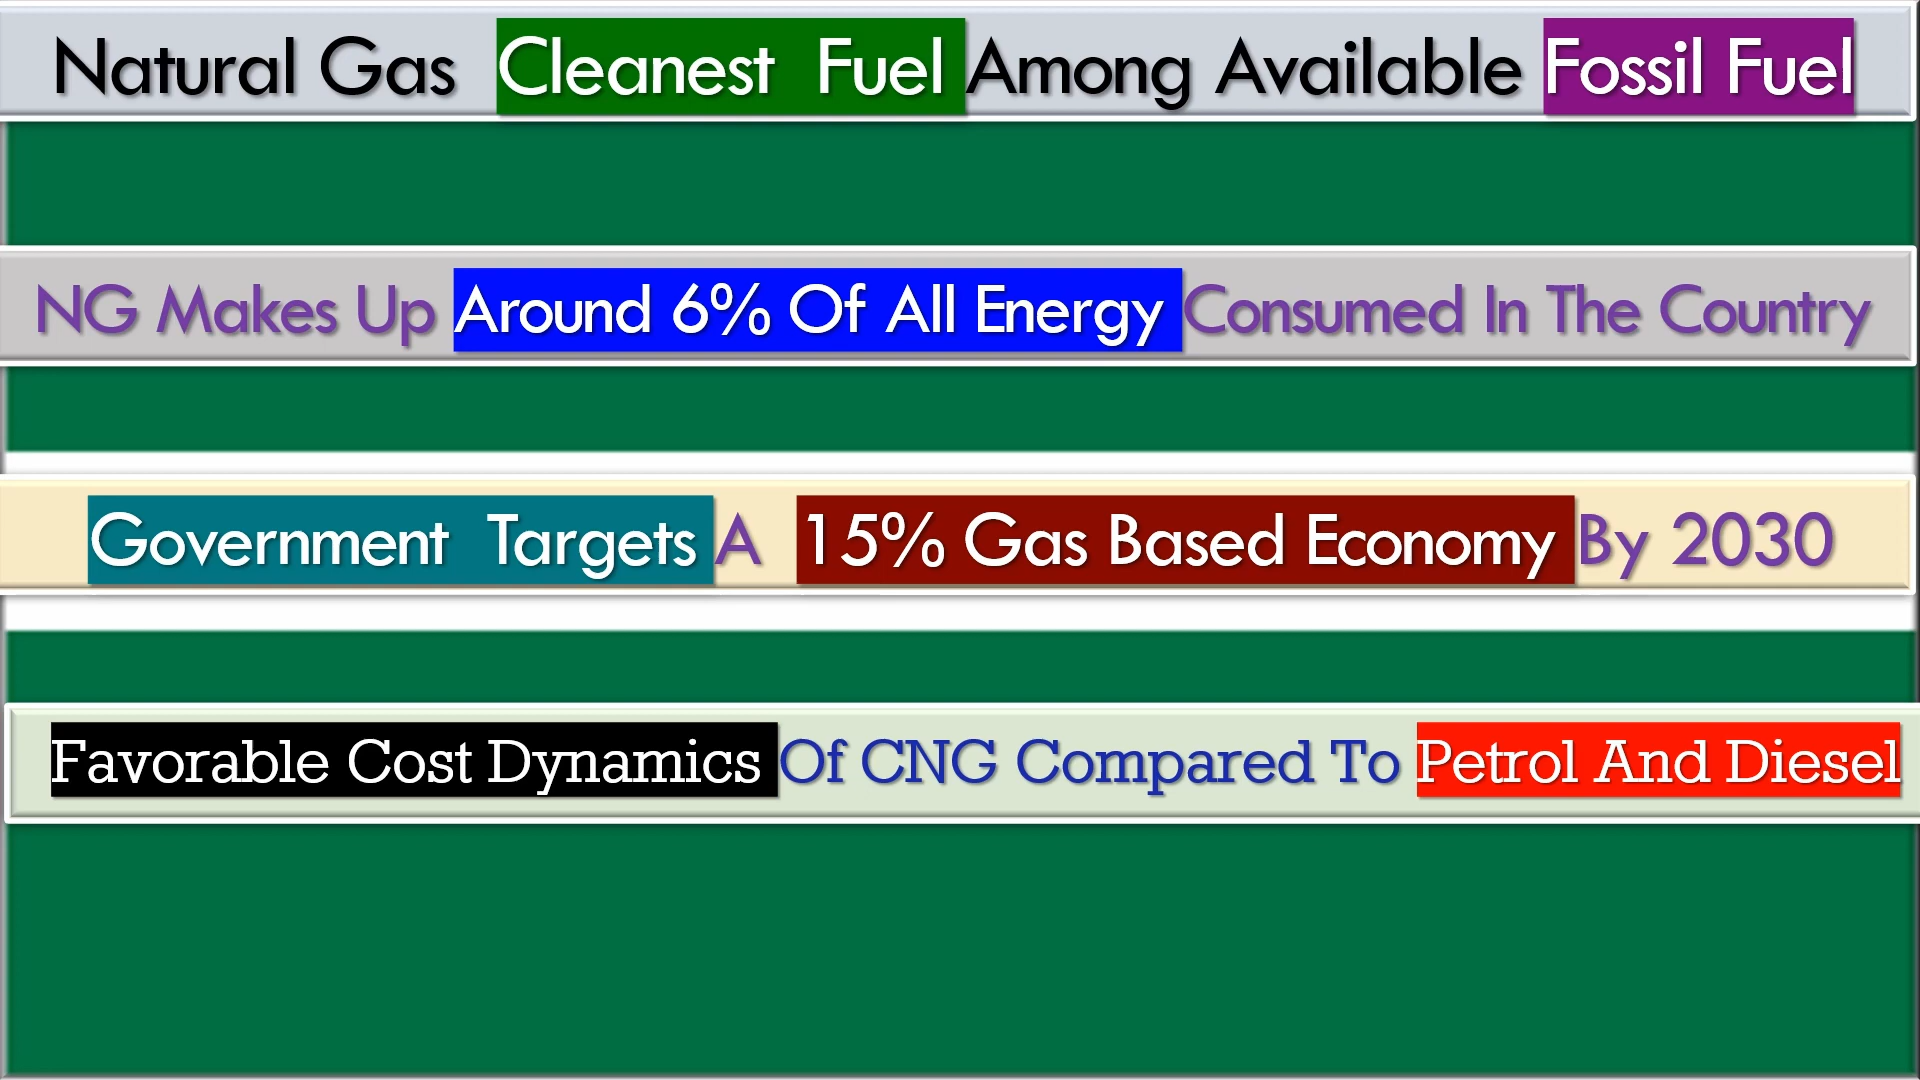 Natural Gas Cleanest Fuel Among Available Fossil Fuel
NG Makes Up Around 6% Of All Energy Consumed In The Country
Government Targets A 15% Gas Based Economy By 2030
Favorable Cost Dynamics Of CNG Compared To Petrol And Diesel